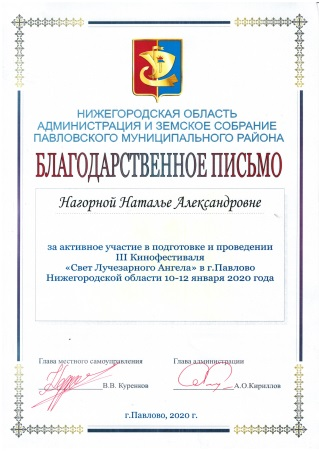 НИЖЕГОРОДСКАЯ ОБЛАСТЬ
АДМИНИСТРАЦИЯ И ЗЕМСКОЕ СОБРАНИЕ
ПАВЛОВСКОГО МУНИЦИПАЛЬНОГО РАЙОНА
БЛАГОДАРСТВЕННОЕ ПИСЬМО
Нагорной Наталье Александровне
за активное участие в подготовке и проведении
III Кинофестиваля
«Свет Лучезарного Ангела» в г.Павлово
Нижегородской области 10-12 января 2020 года
Глава местного самоуправления Глава администрации
В.В. Куренков А.О.Кириллов
г.Павлово, 2020 г.